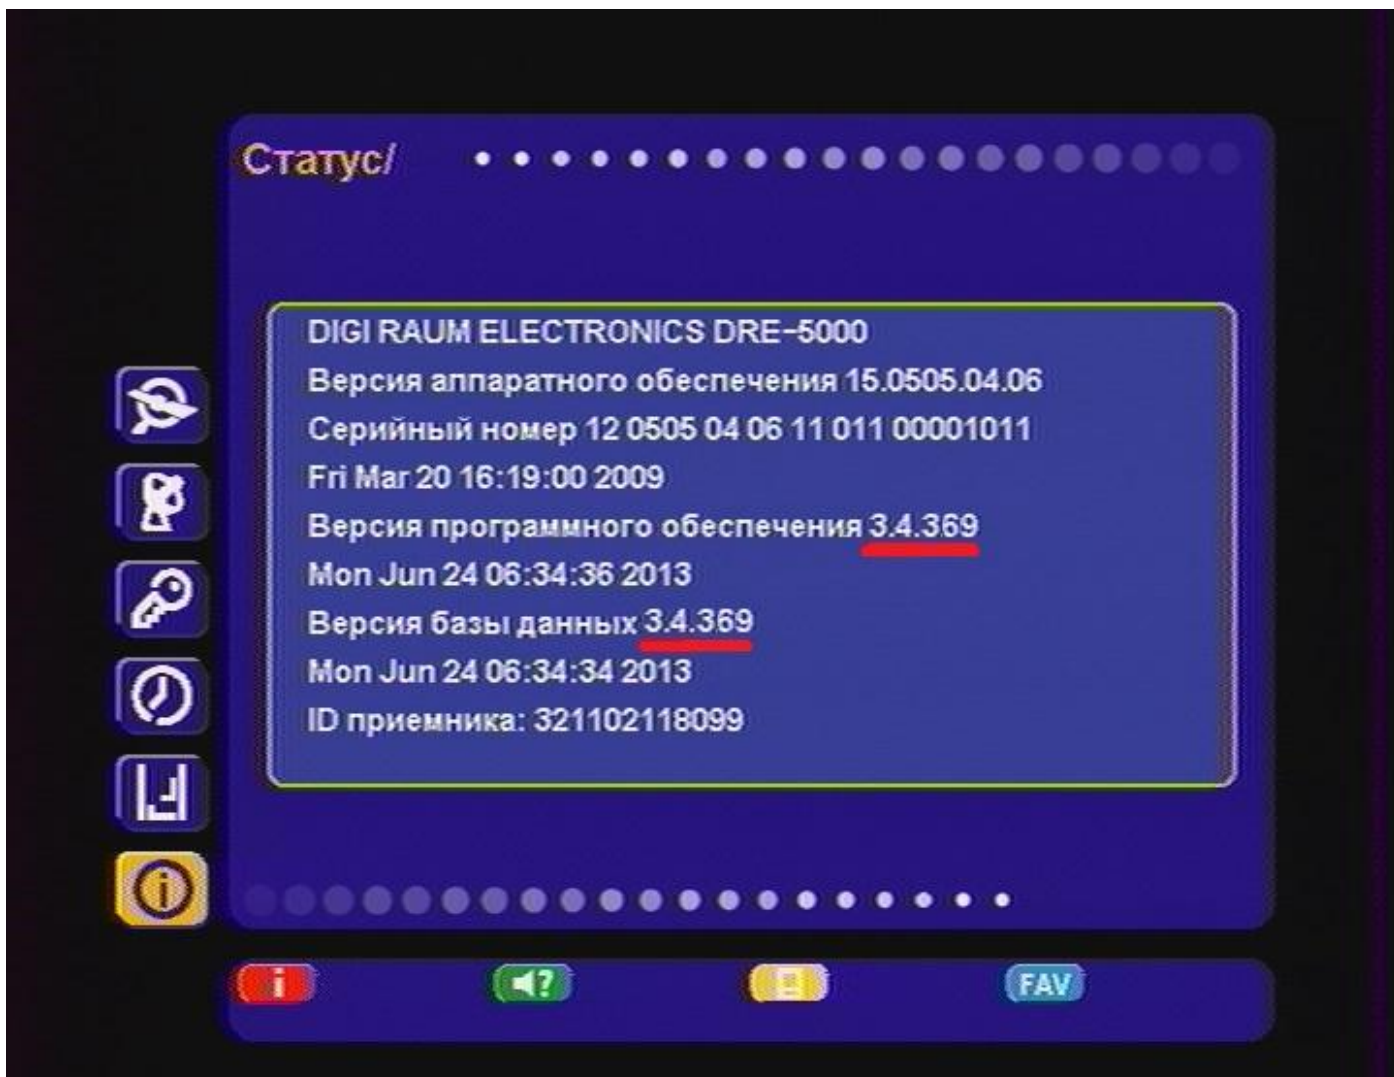 Статус/
DIGI RAUM ELECTRONICS DRE-5000
Версия аппаратного обеспечения 15.0505.04.06
Серийный номер 12 0505 04 06 11 011 00001011
Fri Mar 20 16:19:00 2009
Версия программного обеспечения 3.4.369
Mon Jun 24 06:34:36 2013
Версия базы данных 3.4.369
Mon Jun 24 06:34:34 2013
ID приемника: 321102118099
i
i ? FAV